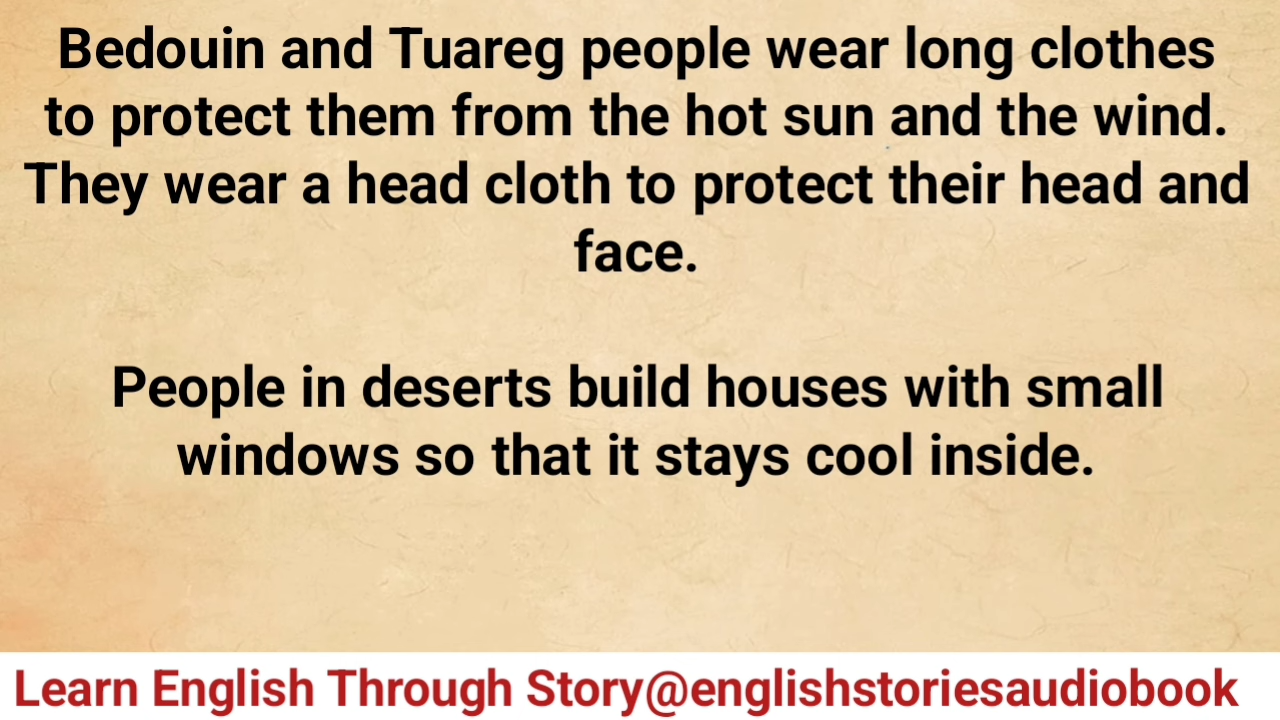 Bedouin and Tuareg people wear long clothes
to protect them from the hot sun and the wind.
They wear a head cloth to protect their head and
face.
People in deserts build houses with small
windows so that it stays cool inside.
Learn English Through Story@englishstoriesaudiobook